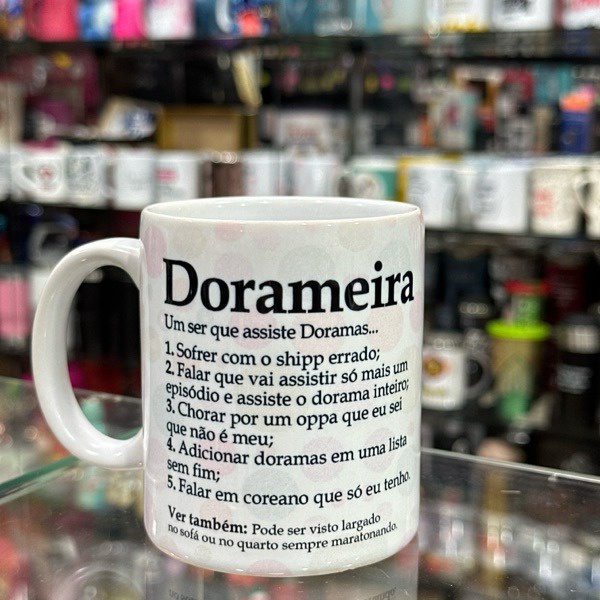 Dorameira
Um ser que assiste Doramas...
1. Sofrer com o shipp errado;
2. Falar que vai assistir só mais um
episódio e assiste o dorama inteiro;
3. Chorar por um oppa que eu sei
que não é meu;
4. Adicionar doramas em uma lista
sem fim;
5. Falar em coreano que só eu tenho.
Ver também: Pode ser visto largado
no sofá ou no quarto sempre maratonando.